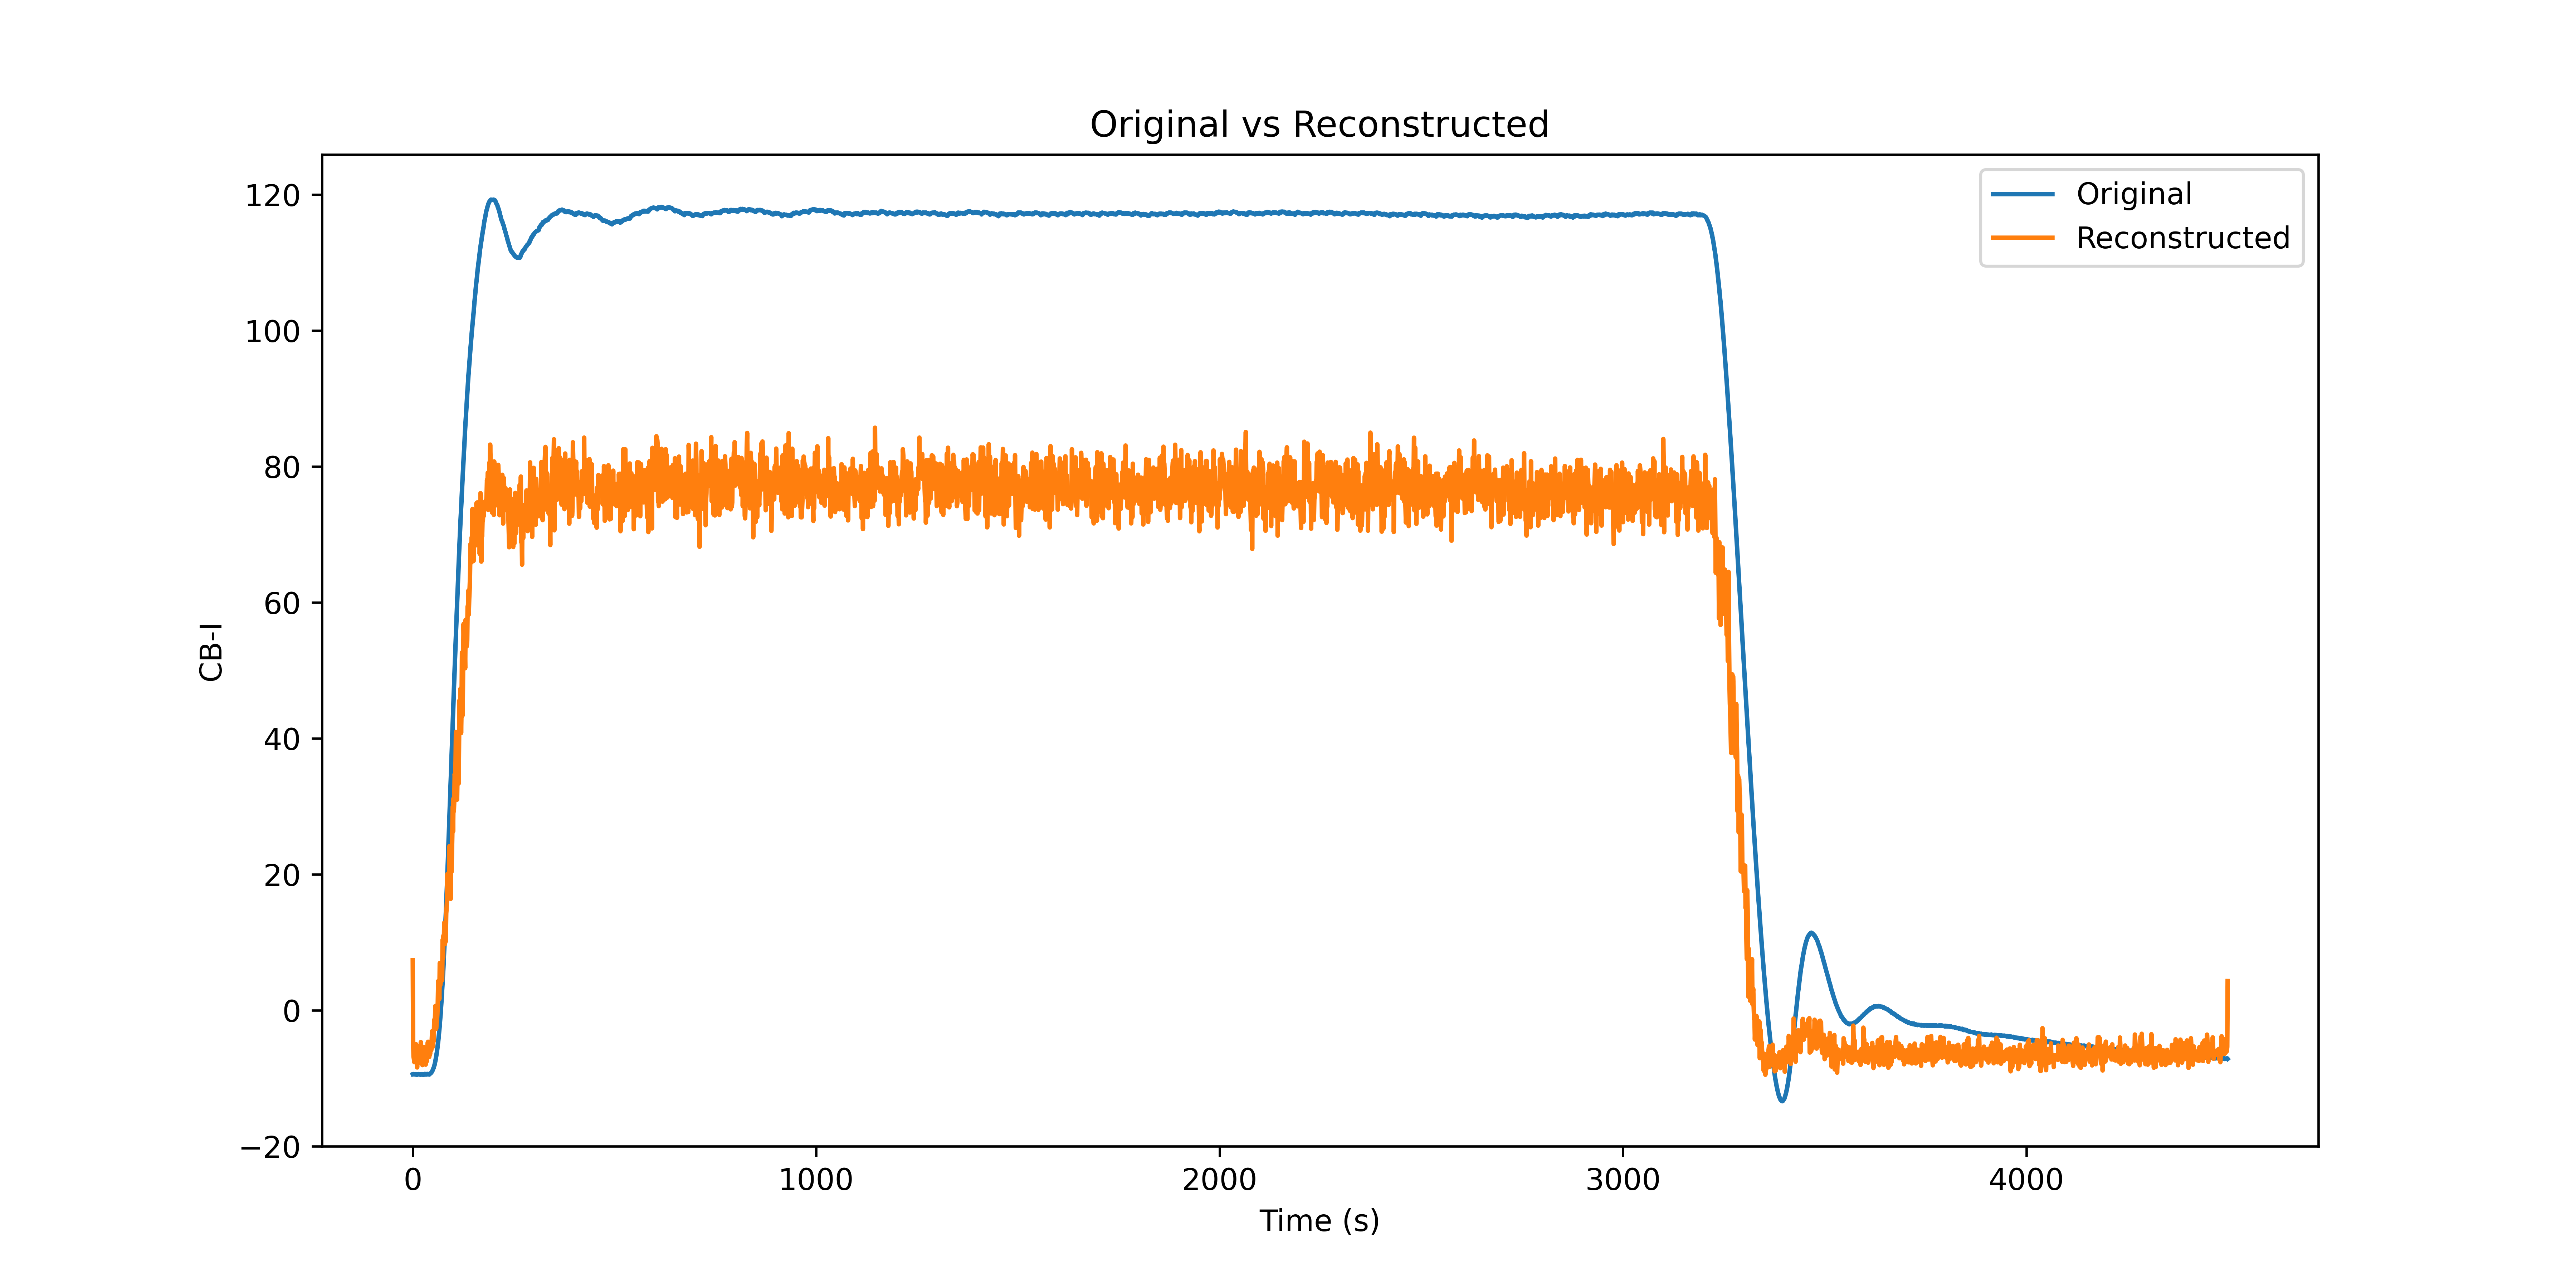 Original vs Reconstructed
Original
Reconstructed
120
100
80
60
40
20
0
−20
CB-I
0
1000
2000
3000
4000
Time (s)